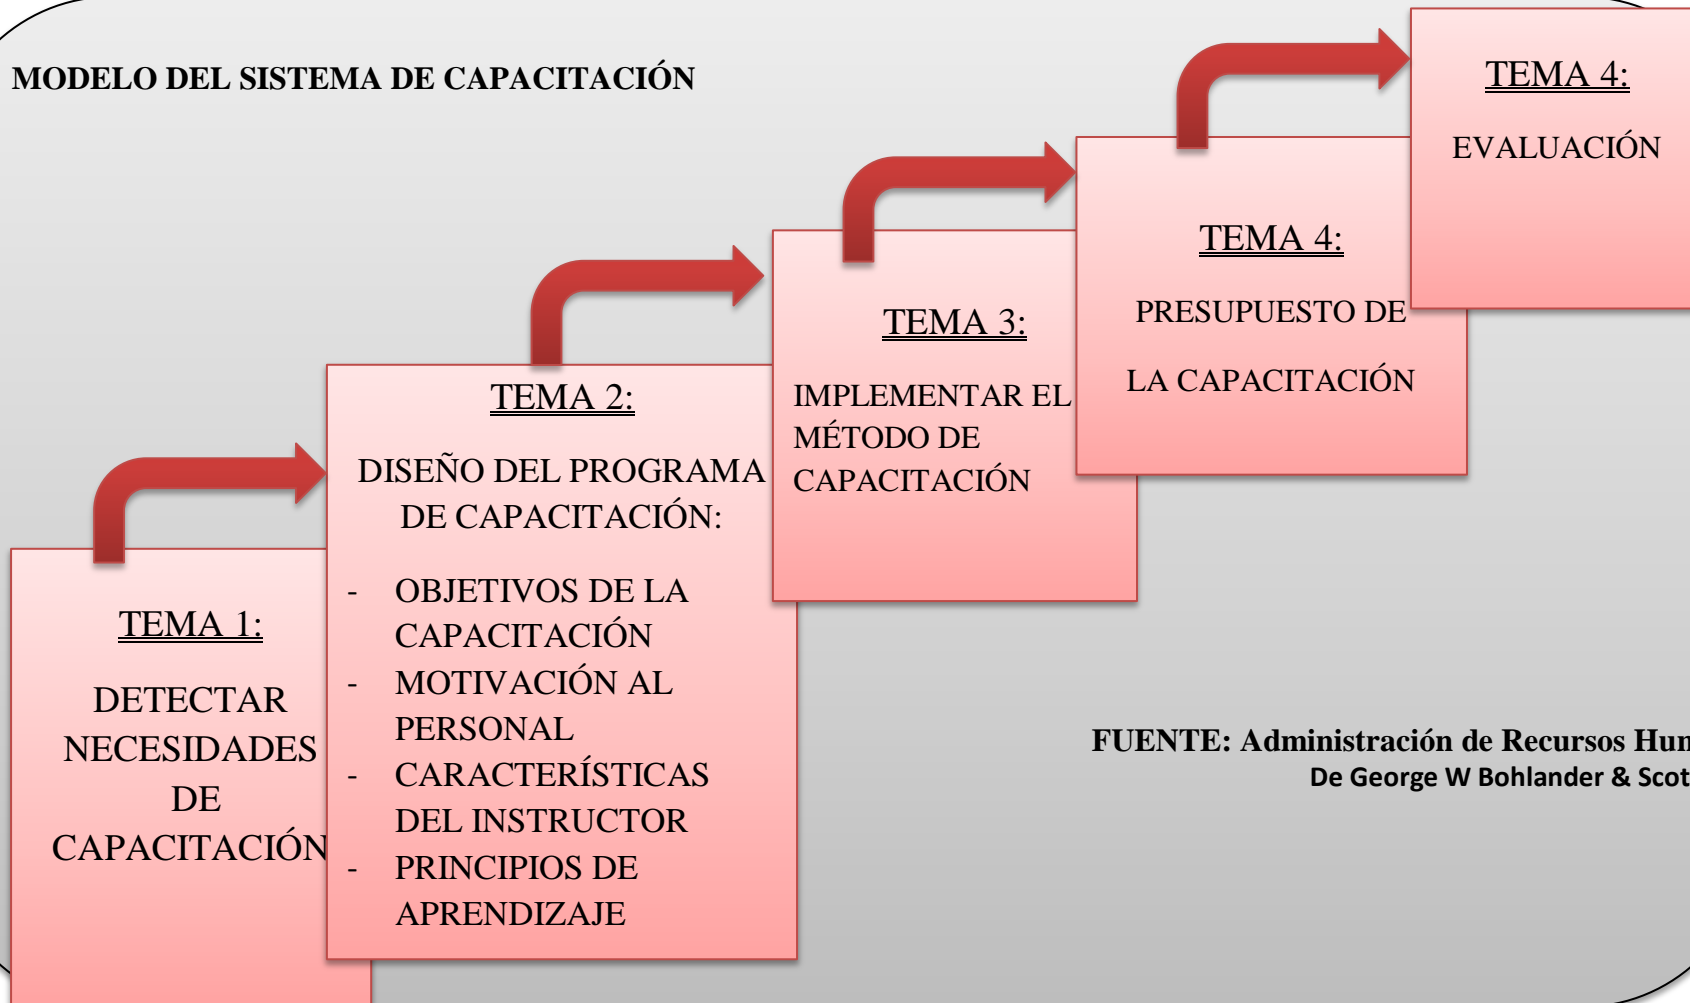 MODELO DEL SISTEMA DE CAPACITACIÓN
TEMA 1:
DETECTAR
NECESIDADES
DE
CAPACITACIÓN
TEMA 2:
DISEÑO DEL PROGRAMA
DE CAPACITACIÓN:
- OBJETIVOS DE LA
CAPACITACIÓN
- MOTIVACIÓN AL
PERSONAL
- CARACTERÍSTICAS
DEL INSTRUCTOR
- PRINCIPIOS DE
APRENDIZAJE
TEMA 3:
IMPLEMENTAR EL
MÉTODO DE
CAPACITACIÓN
TEMA 4:
PRESUPUESTO DE
LA CAPACITACIÓN
TEMA 4:
EVALUACIÓN
FUENTE: Administración de Recursos Hum
De George W Bohlander & Scot